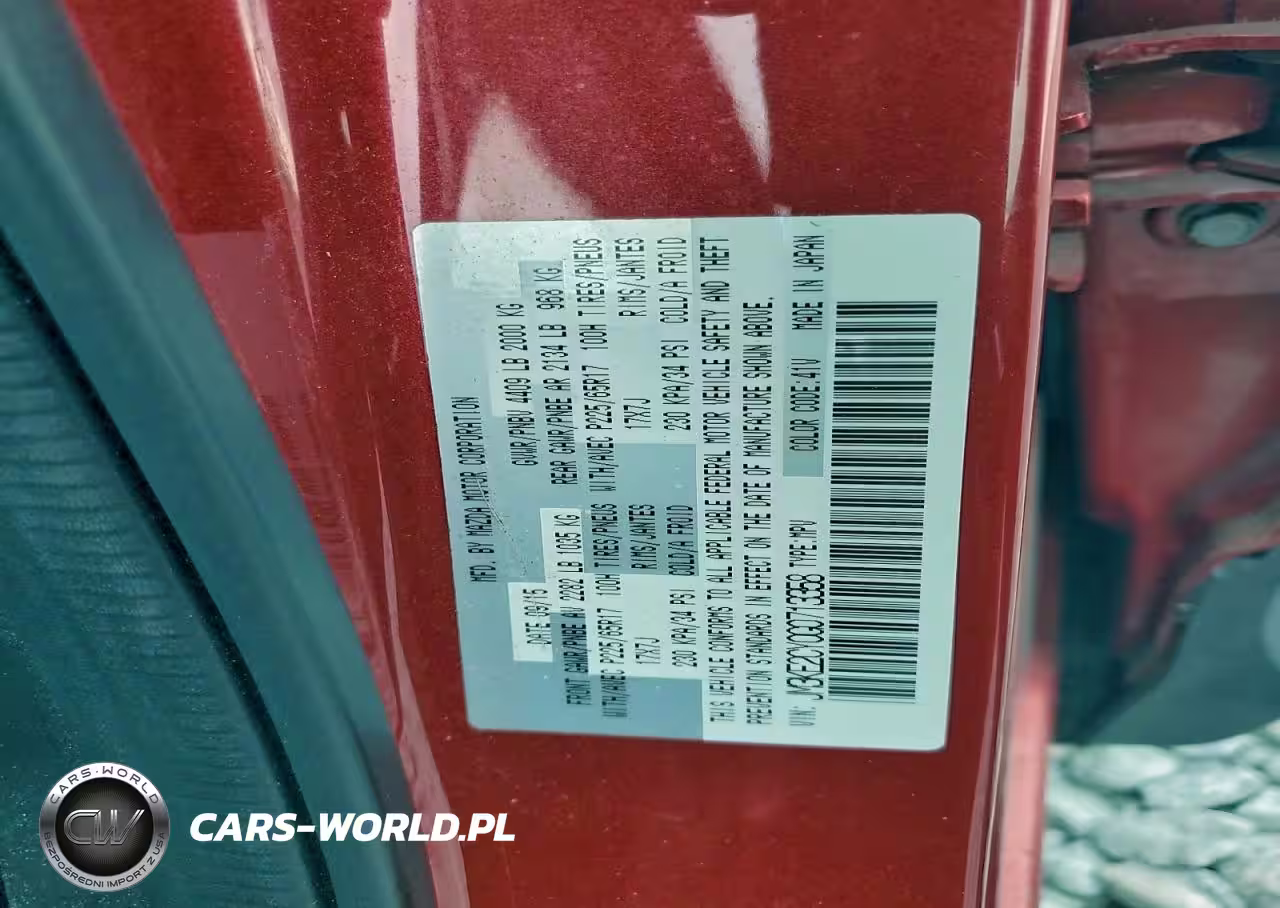 MFD. BY MAZDA MOTOR CORPORATION
DATE 09/15 GVWR/PNBV 4409 LB 2000 KG
FRONT GAWR/PNBE AV 2282 LB 1035 KG REAR GAWR/PNBE AR 2134 LB 968 KG
WITH/AVEC P225/65R17 100H TIRES/PNEUS WITH/AVEC P225/65R17 100H TIRES/PNEUS
17X7J RIMS/JANTES 17X7J RIMS/JANTES
230 KPA/34 PSI COLD/A FROID 230 KPA/34 PSI COLD/A FROID
THIS VEHICLE CONFORMS TO ALL APPLICABLE FEDERAL MOTOR VEHICLE SAFETY AND THEFT
PREVENTION STANDARDS IN EFFECT ON THE DATE OF MANUFACTURE SHOWN ABOVE.
VIN: TYPE:MPV COLOR CODE:41V MADE IN JAPAN
CARS-WORLD
CW
BEZPOŚREDNI IMPORT Z USA
CARS-WORLD.PL